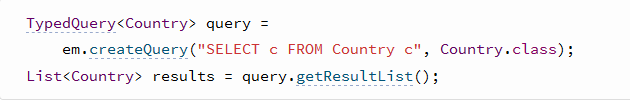 TypedQuery<Country> query =
em.createQuery("SELECT c FROM Country c", Country.class);
List<Country> results = query.getResultList();